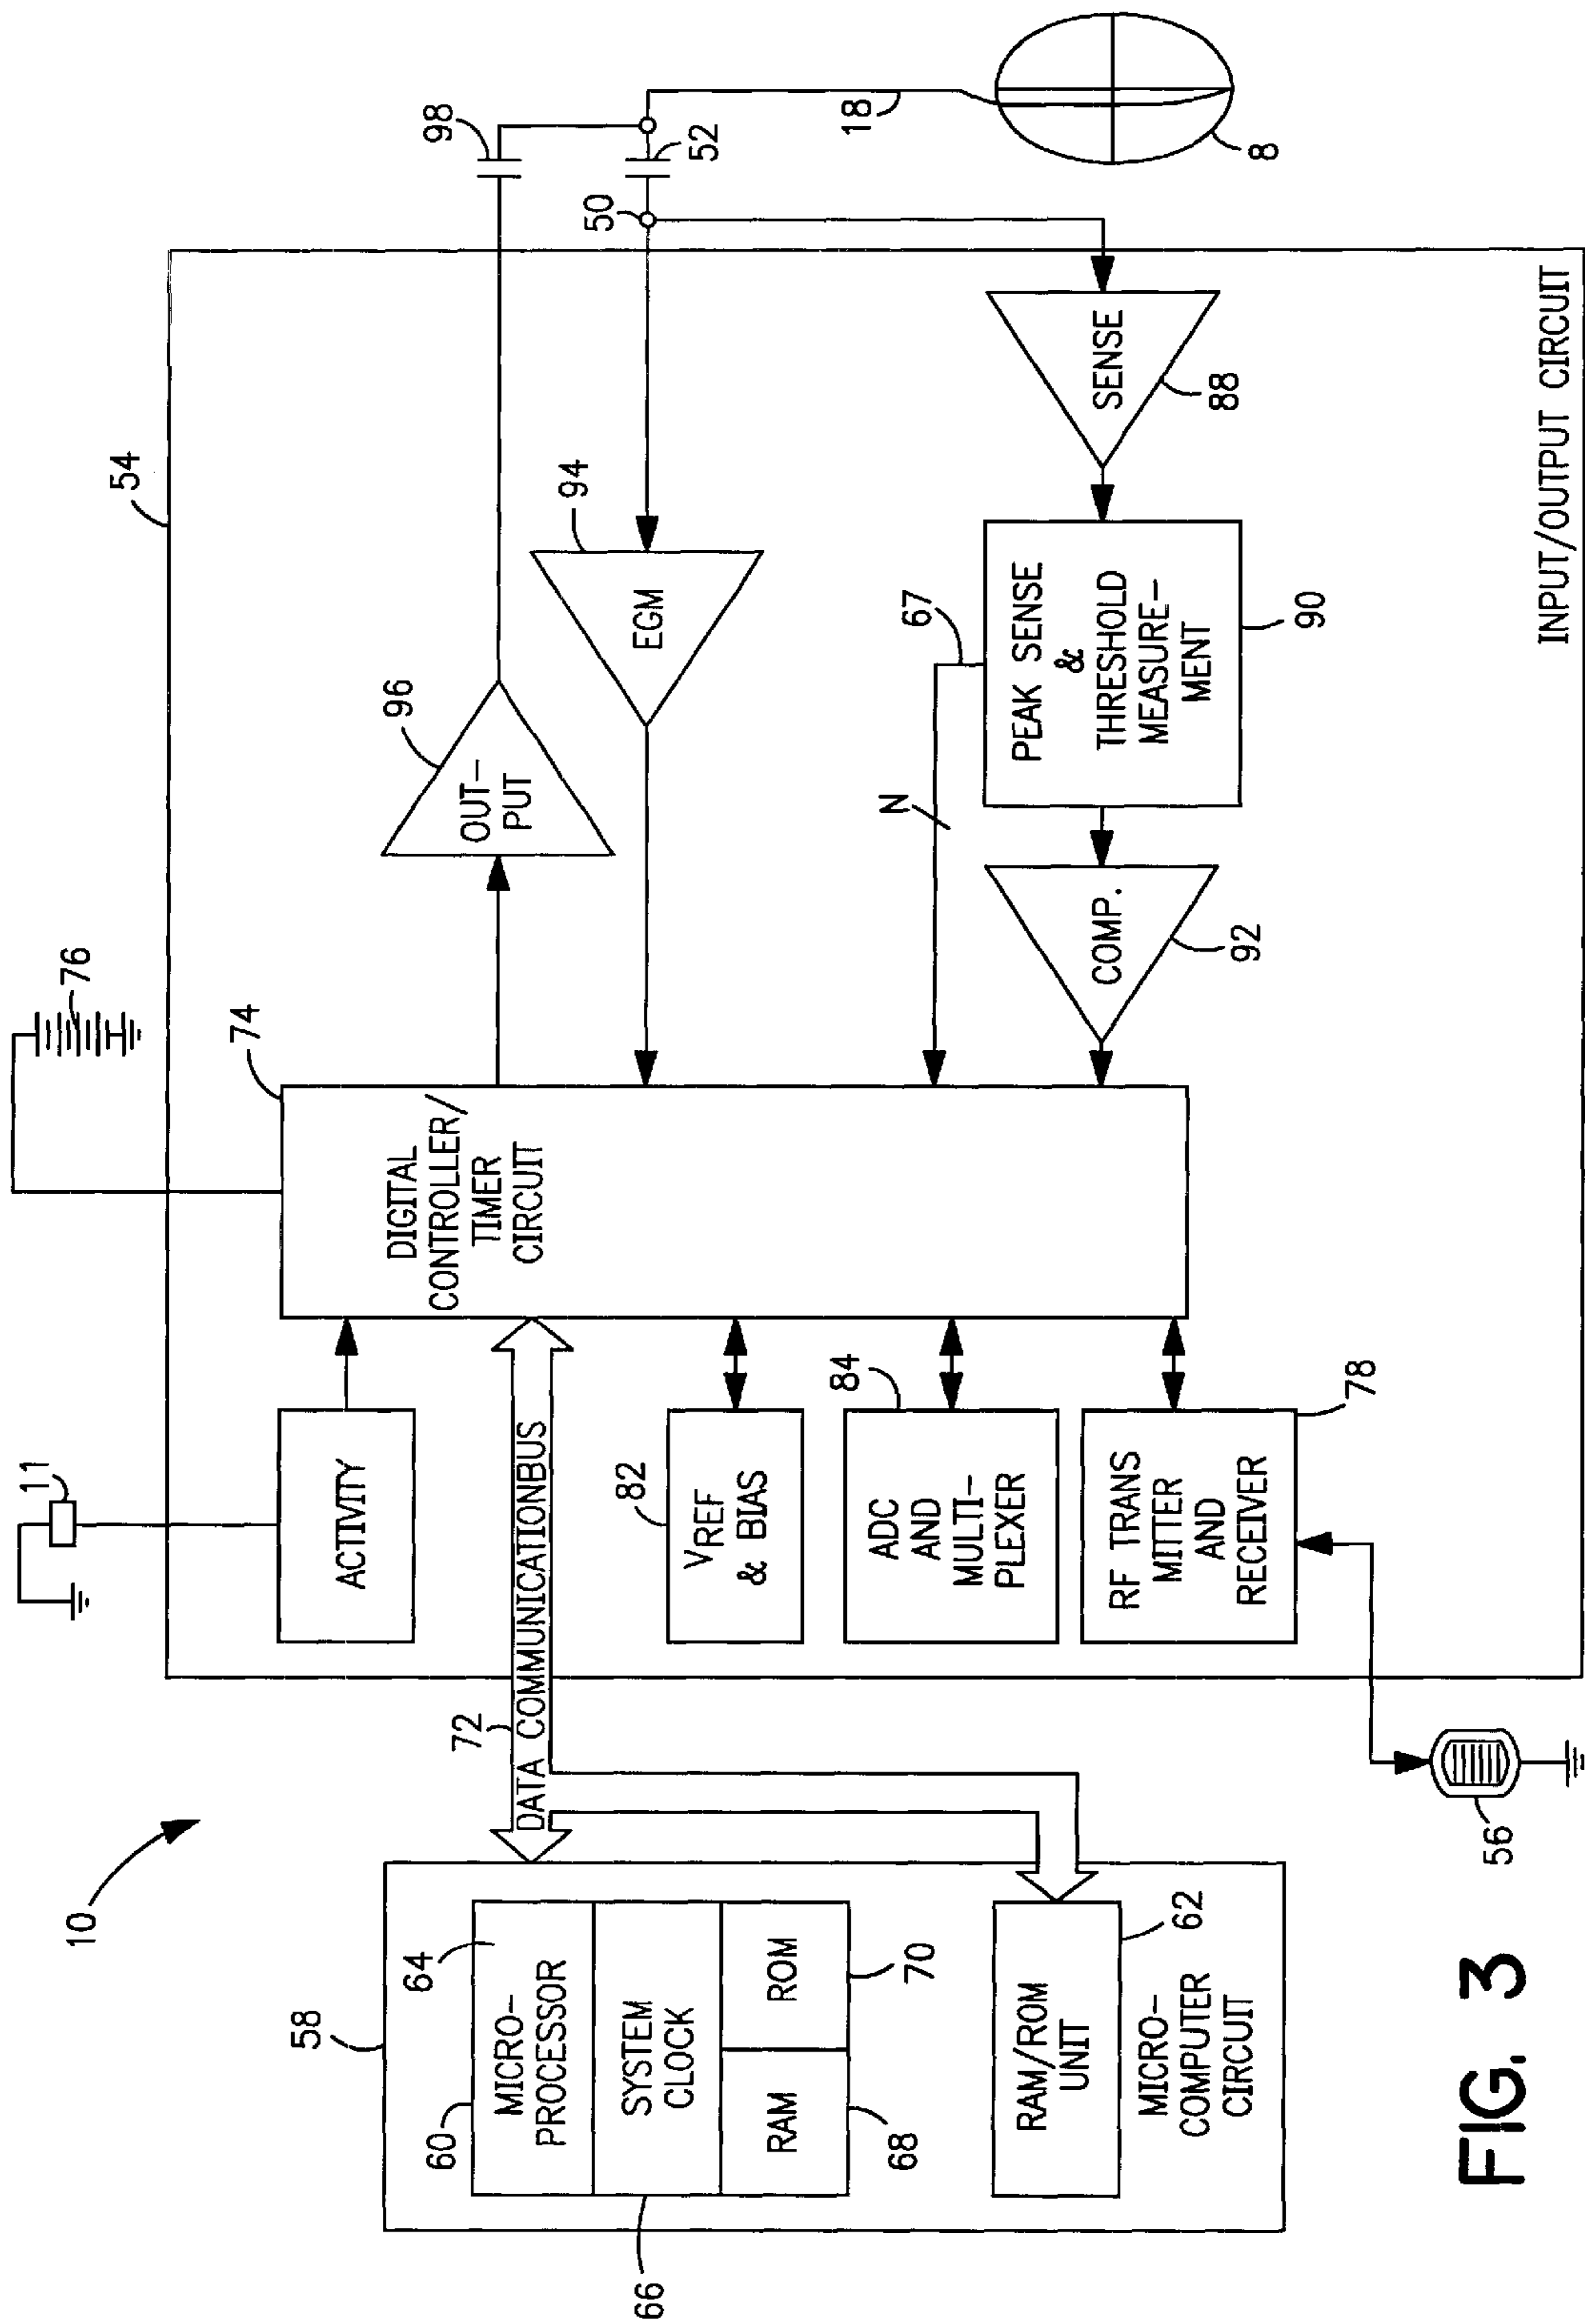 10
58
60
MICRO-
PROCESSOR
64
SYSTEM
CLOCK
66
RAM
ROM
68
70
RAM/ROM
UNIT
62
MICRO-
COMPUTER
CIRCUIT
72
DATA COMMUNICATIONBUS
56
11
ACTIVITY
82
VREF
& BIAS
84
ADC
AND
MULTI-
PLEXER
RF TRANS
MITTER
AND
RECEIVER
78
76
74
DIGITAL
CONTROLLER/
TIMER
CIRCUIT
54
96
OUT-
PUT
94
EGM
67
N
PEAK SENSE
&
THRESHOLD
MEASURE-
MENT
90
COMP.
92
SENSE
88
INPUT/OUTPUT CIRCUIT
98
50
52
18
8
FIG. 3